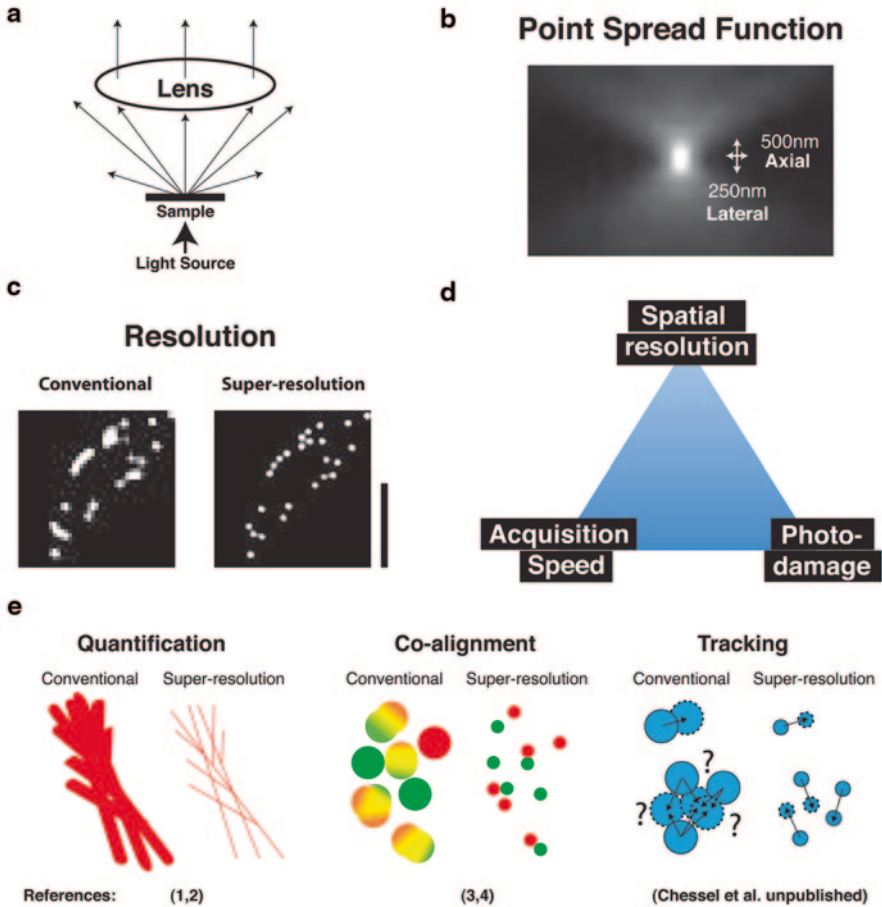 a
Lens
Sample
Light Source
b
Point Spread Function
500nm
Axial
250nm
Lateral
c
Resolution
Conventional
Super-resolution
d
Spatial
resolution
Acquisition
Speed
Photo-
damage
e
Quantification
Conventional
Super-resolution
Co-alignment
Conventional
Super-resolution
Tracking
Conventional
Super-resolution
?
?
?
References:
(1,2)
(3,4)
(Chessel et al. unpublished)